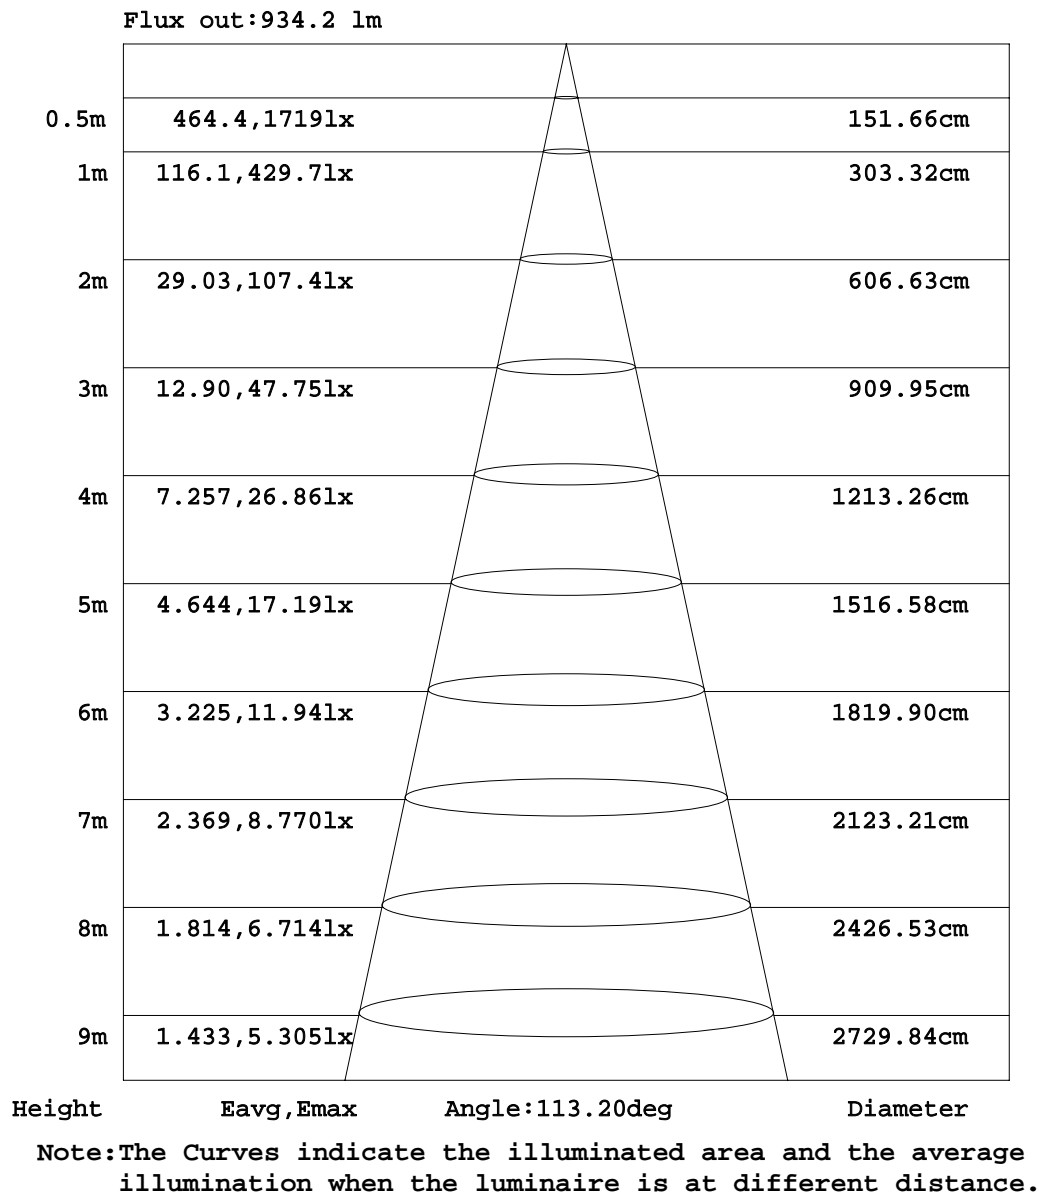 Flux out:934.2 lm
0.5m 464.4,1719lx 151.66cm
1m 116.1,429.7lx 303.32cm
2m 29.03,107.4lx 606.63cm
3m 12.90,47.75lx 909.95cm
4m 7.257,26.86lx 1213.26cm
5m 4.644,17.19lx 1516.58cm
6m 3.225,11.94lx 1819.90cm
7m 2.369,8.770lx 2123.21cm
8m 1.814,6.714lx 2426.53cm
9m 1.433,5.305lx 2729.84cm
Height Eavg,Emax Angle:113.20deg Diameter
Note:The Curves indicate the illuminated area and the average
illumination when the luminaire is at different distance.